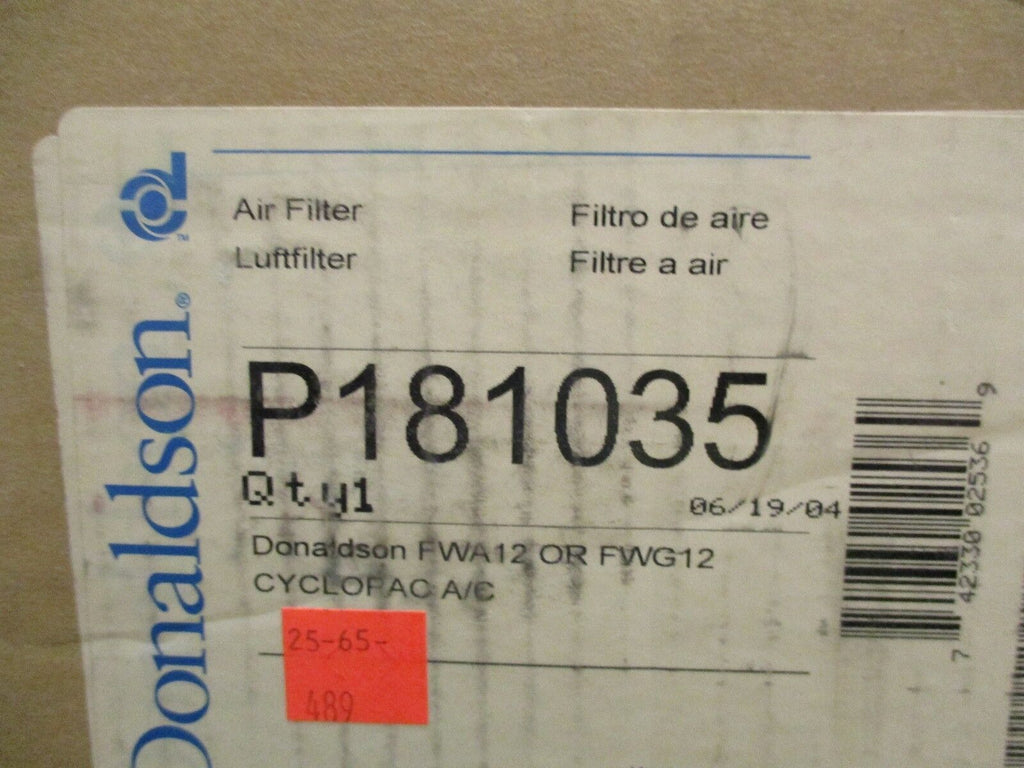 Donaldson®
™
Air Filter
Filtro de aire
Luftfilter
Filtre a air
P181035
Qty1
06/19/04
Donaldson FWA12 OR FWG12
CYCLOPAC A/C
25-65-
489
7 42330 02536 9